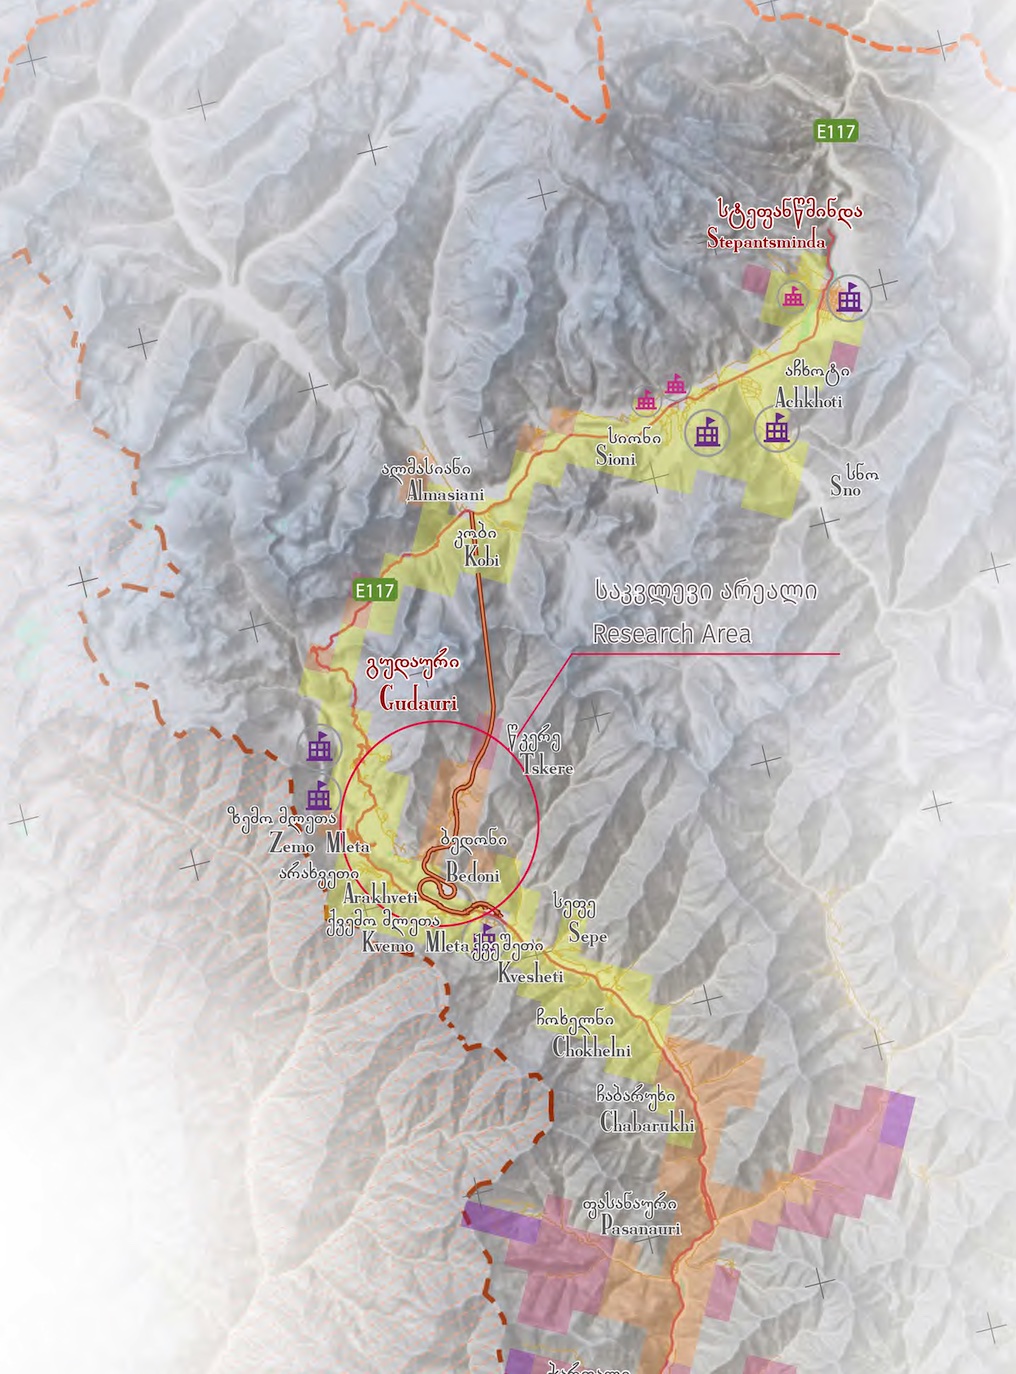 E117
სტეფანწმინდა
Stepantsminda
აჩხოტი
Achkhoti
სიონი
Sioni
სნო
Sno
ალმასიანი
Almasiani
კობი
Kobi
E117
საკვლევი არეალი
Research Area
გუდაური
Gudauri
წკერე
Tskere
ზემო მლეთა
Zemo Mleta
ბედონი
Bedoni
არახვეთი
Arakhveti
სეფე
Sepe
ქვემო მლეთა
Kvemo Mleta
ქვეშეთი
Kvesheti
ჩოხელნი
Chokhelni
ჩაბარუხი
Chabarukhi
ფასანაური
Pasanauri